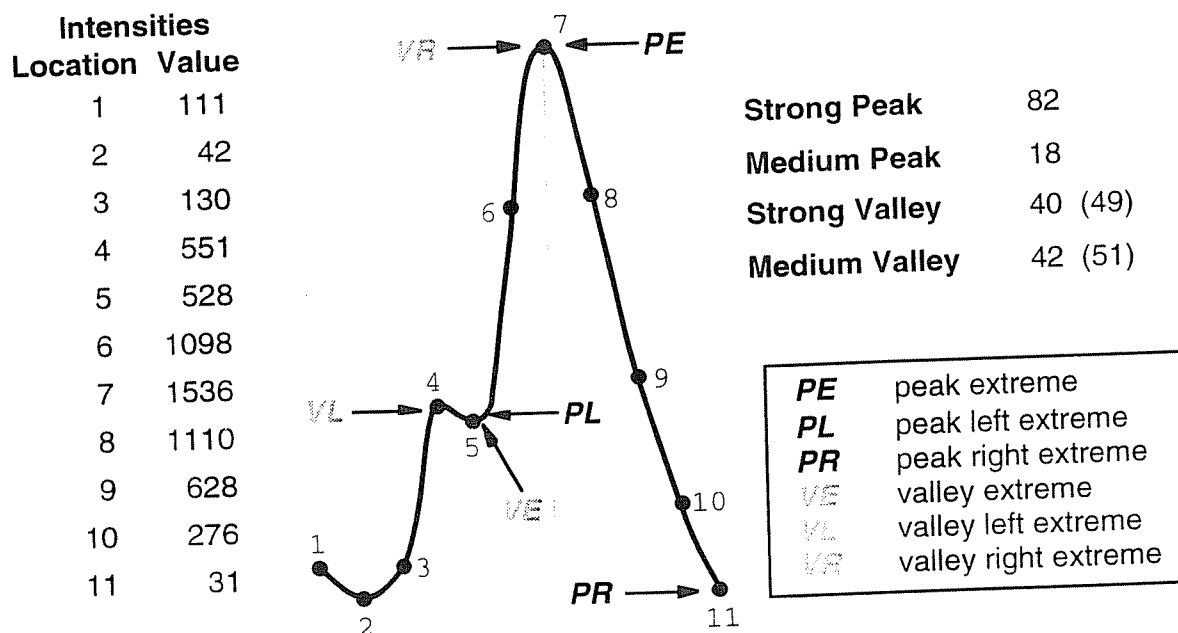 Intensities
Location Value
1 111
2 42
3 130
4 551
5 528
6 1098
7 1536
8 1110
9 628
10 276
11 31
7
VR PE
6 8
4
VL
5 PL
9
VE
10
1
3
2
PR
11
Strong Peak 82
Medium Peak 18
Strong Valley 40 (49)
Medium Valley 42 (51)
PE peak extreme
PL peak left extreme
PR peak right extreme
VE valley extreme
VL valley left extreme
VR valley right extreme